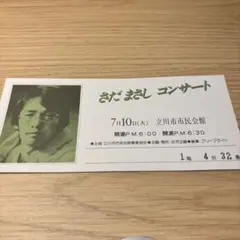 さだまさし コンサート
7月10日(火) 立川市市民会館
開場P.M.6:00 開演P.M.6:30
1階 4列 32番